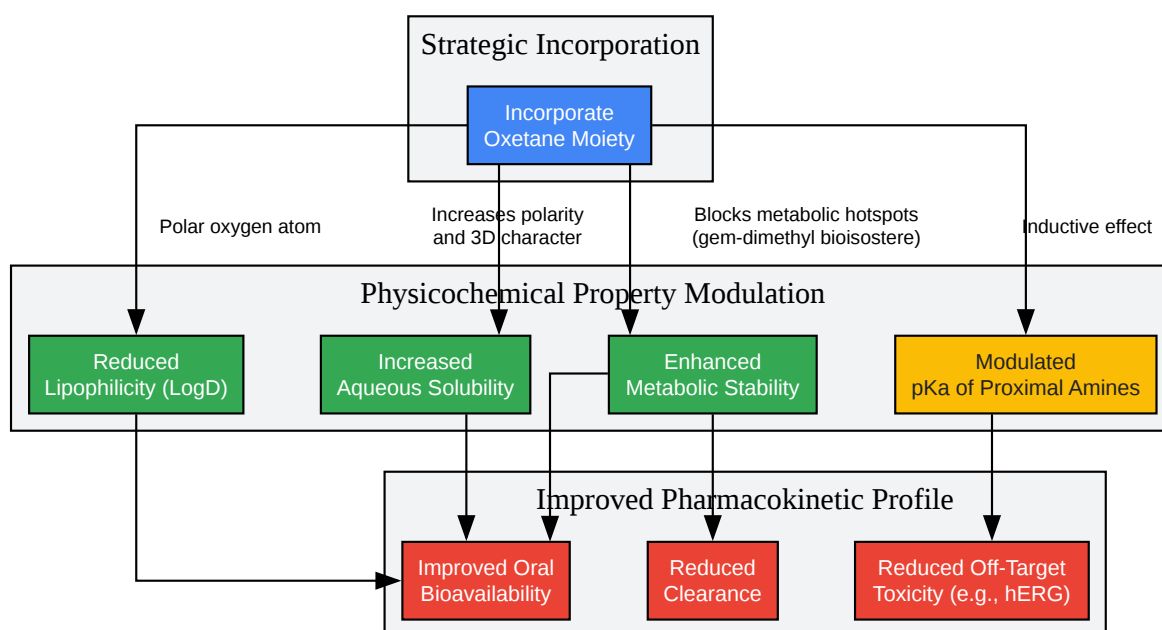 Strategic Incorporation
Incorporate
Oxetane Moiety
Polar oxygen atom
Increases polarity
and 3D character
Blocks metabolic hotspots
(gem-dimethyl bioisostere)
Inductive effect
Physicochemical Property Modulation
Reduced
Lipophilicity (LogD)
Increased
Aqueous Solubility
Enhanced
Metabolic Stability
Modulated
pKa of Proximal Amines
Improved Pharmacokinetic Profile
Improved Oral
Bioavailability
Reduced
Clearance
Reduced Off-Target
Toxicity (e.g., hERG)